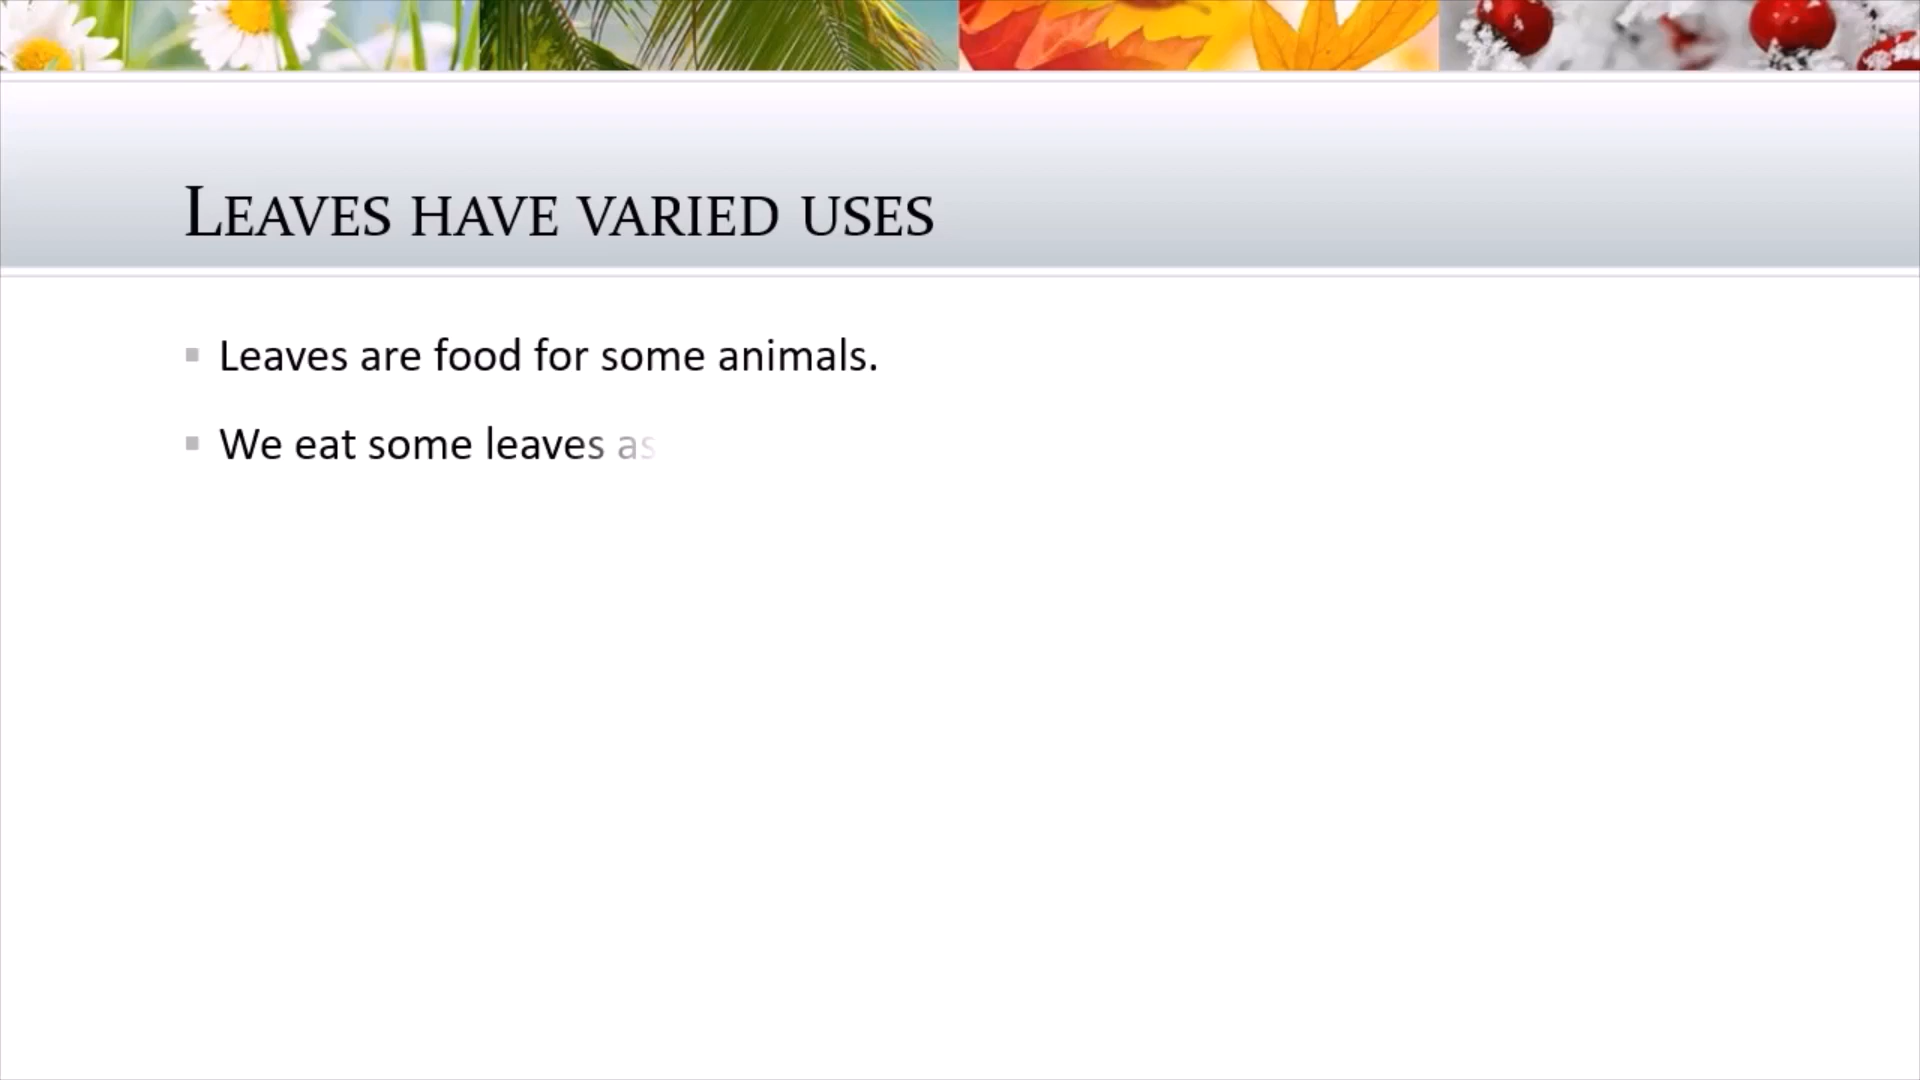 Leaves have varied uses
Leaves are food for some animals.
We eat some leaves as